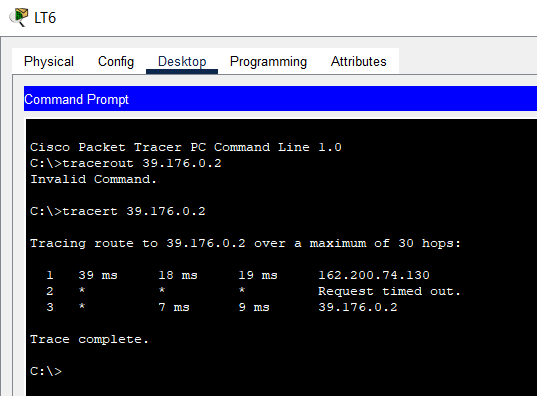 LT6
Physical Config Desktop Programming Attributes
Command Prompt
Cisco Packet Tracer PC Command Line 1.0
C:\>tracerout 39.176.0.2
Invalid Command.
C:\>tracert 39.176.0.2
Tracing route to 39.176.0.2 over a maximum of 30 hops:
1 39 ms 18 ms 19 ms 162.200.74.130
2 * * * Request timed out.
3 * 7 ms 9 ms 39.176.0.2
Trace complete.
C:\>